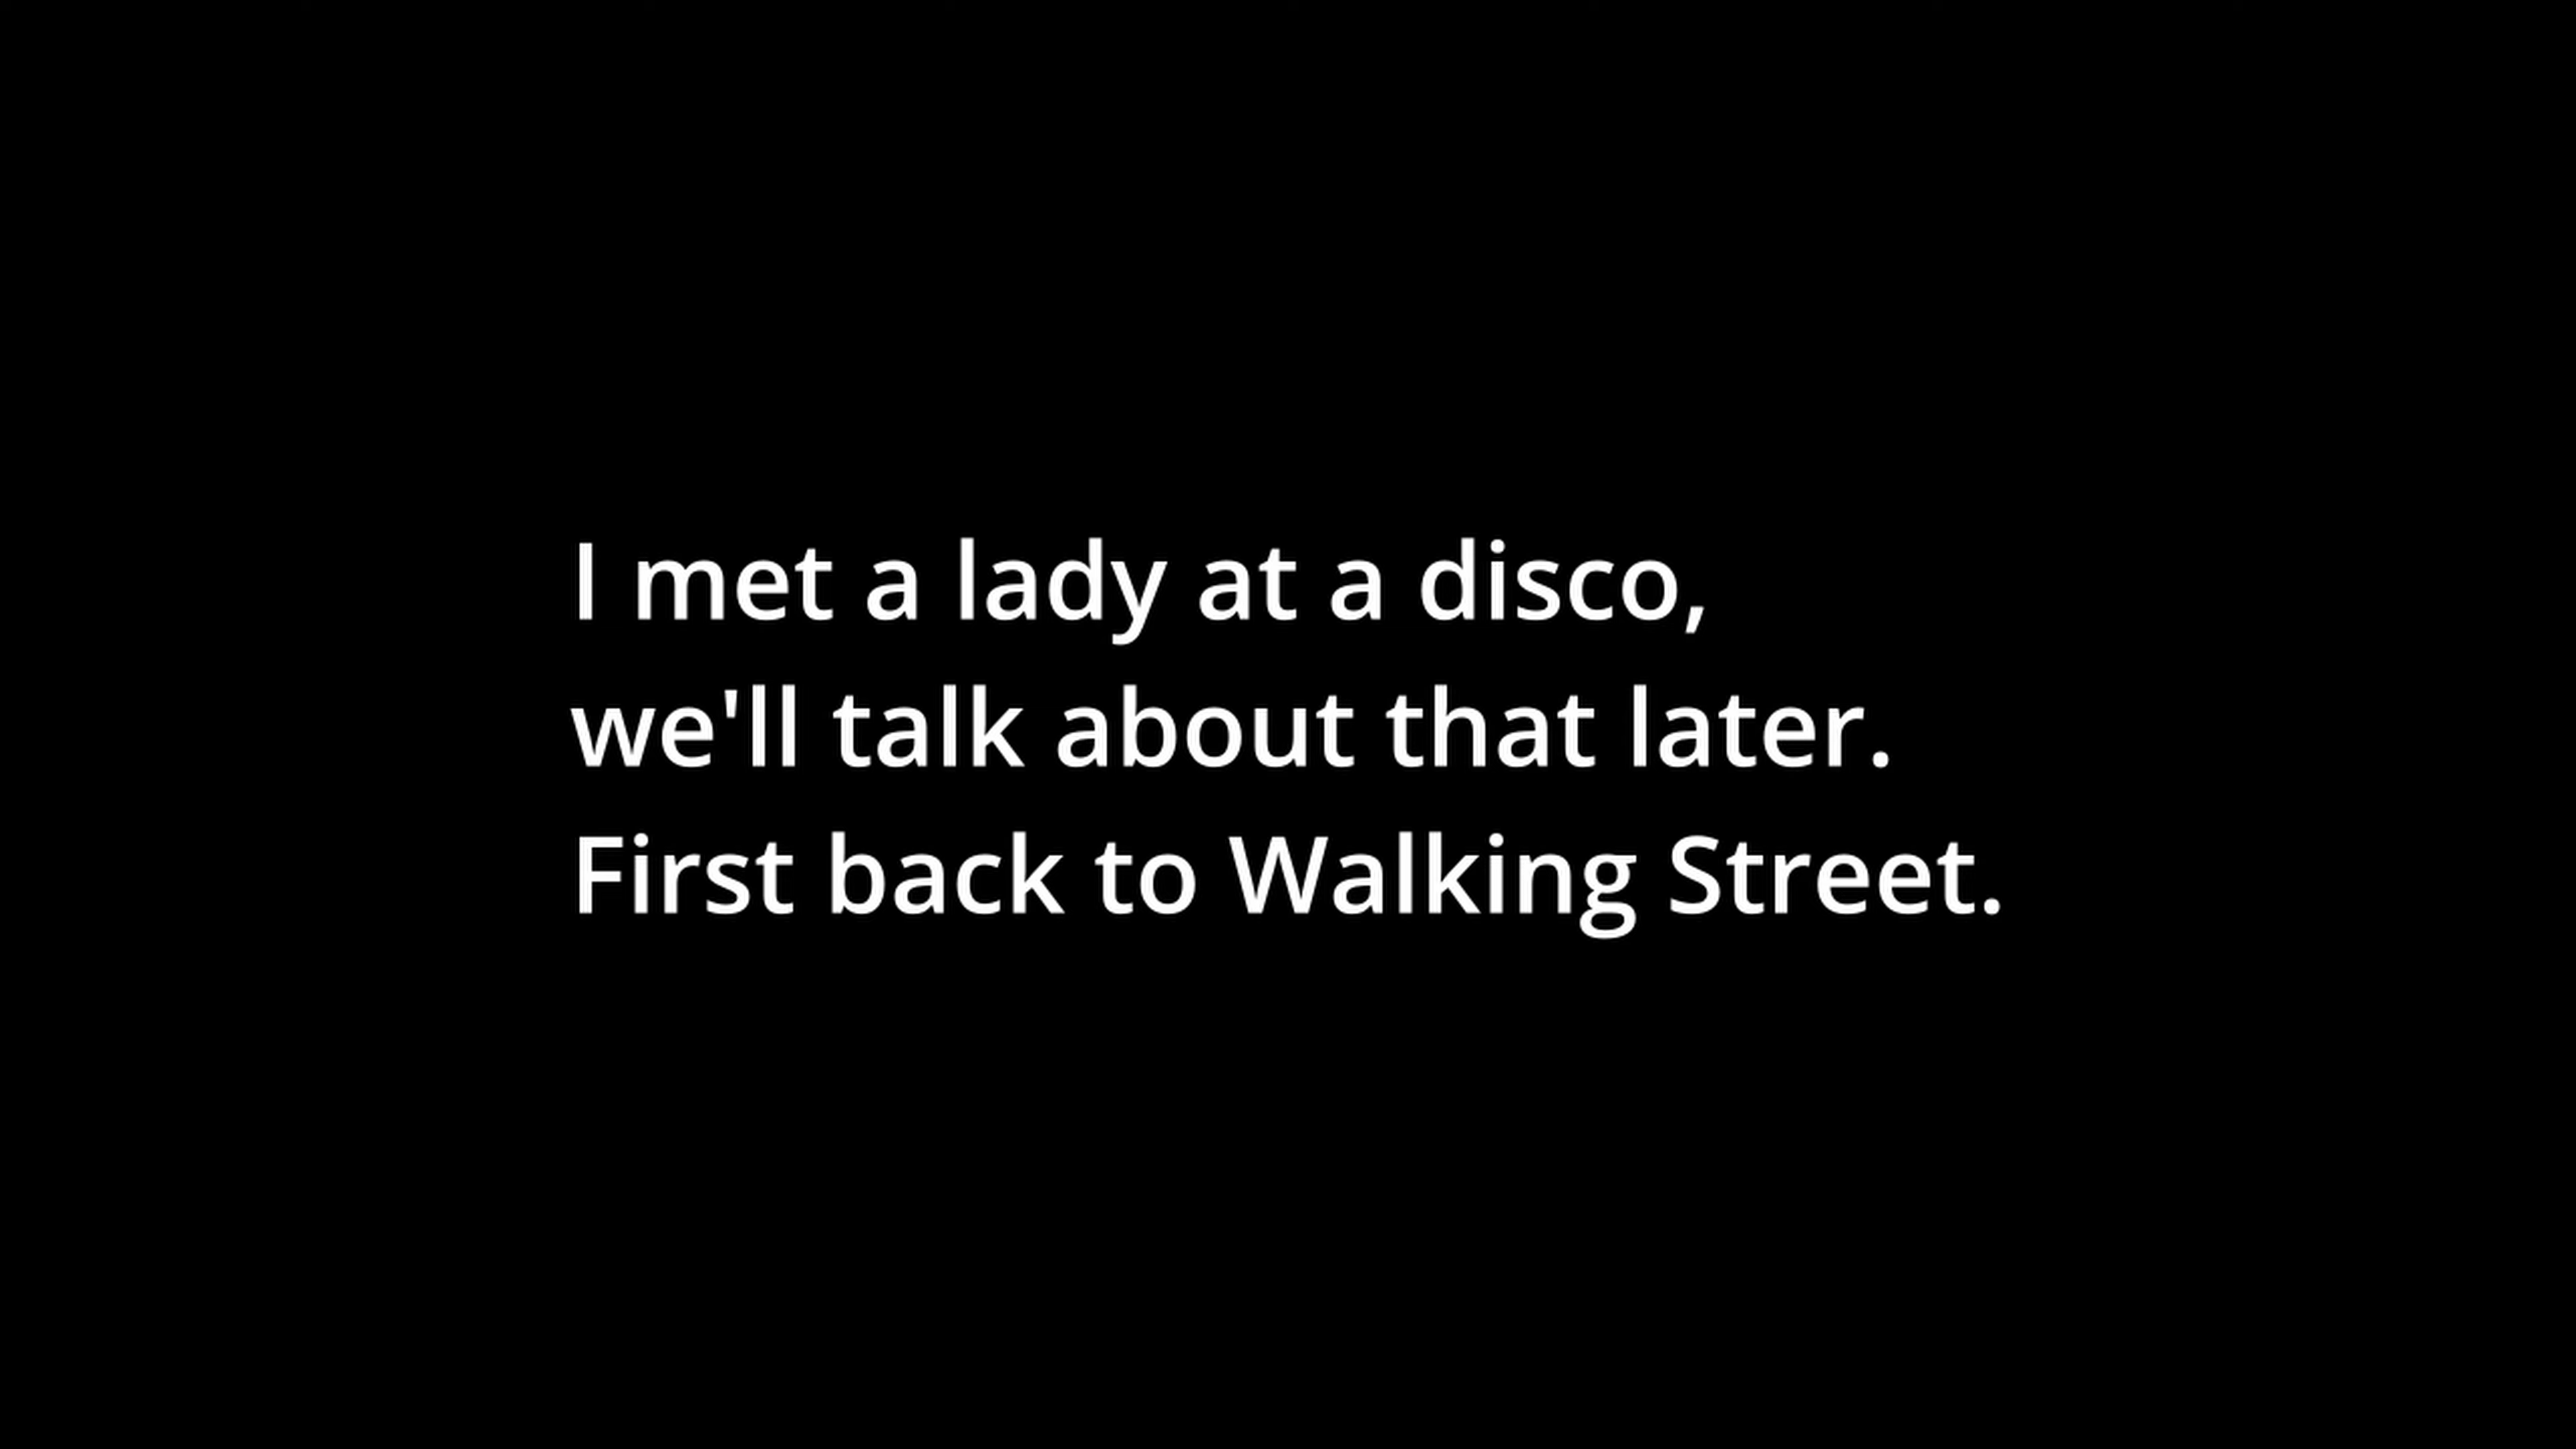 I met a lady at a disco,
we'll talk about that later.
First back to Walking Street.